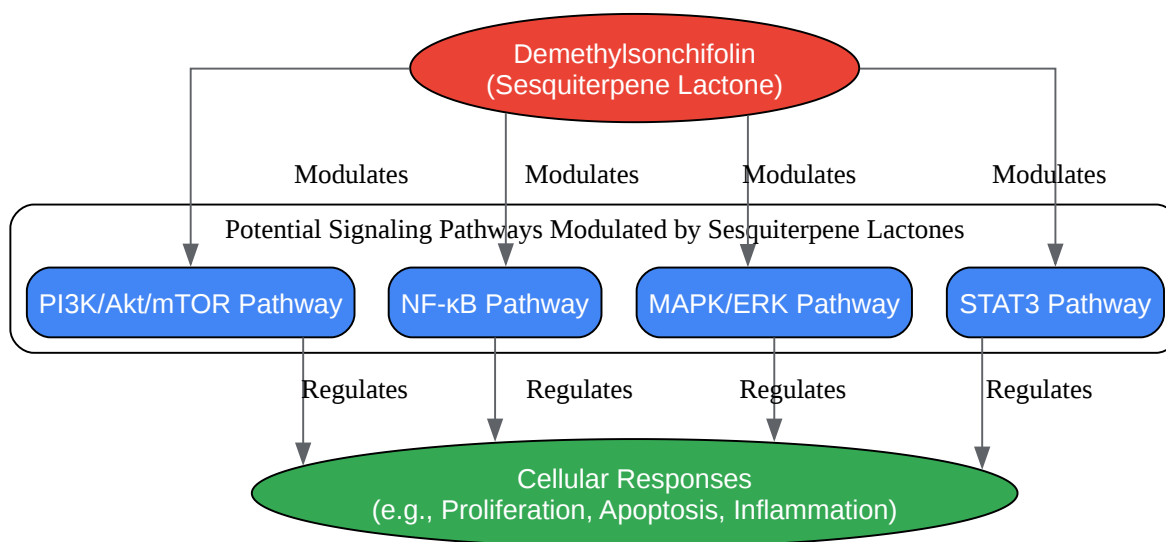 Demethylsonchifolin
(Sesquiterpene Lactone)
Modulates
Modulates
Modulates
Modulates
Potential Signaling Pathways Modulated by Sesquiterpene Lactones
PI3K/Akt/mTOR Pathway
NF-κB Pathway
MAPK/ERK Pathway
STAT3 Pathway
Regulates
Regulates
Regulates
Regulates
Cellular Responses
(e.g., Proliferation, Apoptosis, Inflammation)